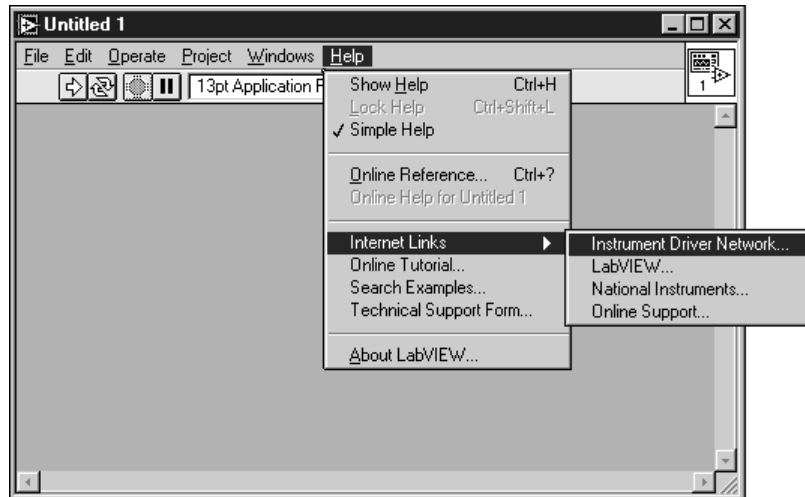 Untitled 1
File Edit Operate Project Windows Help
13pt Application F
1
Show Help Ctrl+H
Lock Help Ctrl+Shift+L
✓ Simple Help
Online Reference... Ctrl+?
Online Help for Untitled 1
Internet Links
Instrument Driver Network...
Online Tutorial...
LabVIEW...
Search Examples...
National Instruments...
Technical Support Form...
Online Support...
About LabVIEW...